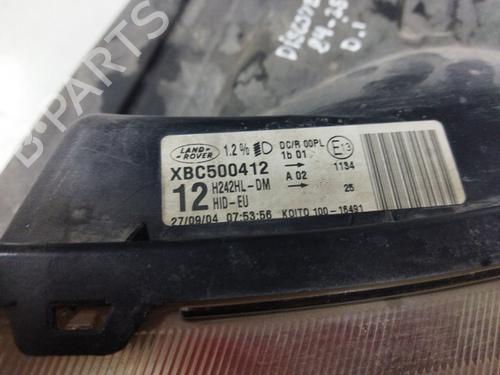 B-PARTS
LAND-
ROVER
1.2% DC/R 00PL E13
1b 01
XBC500412 → A 02 1134
12 H242HL-DM 25
HID-EU
27/09/04 07:53:56 KOITO 100-15491
D.I